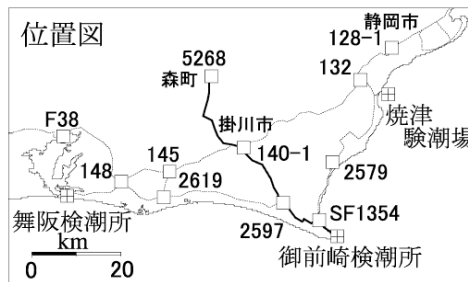 位置図
静岡市
128-1
5268
132
森町
焼津
験潮場
F38
掛川市
140-1
145
148
2579
2619
SF1354
舞阪検潮所
2597
km
御前崎検潮所
0 20